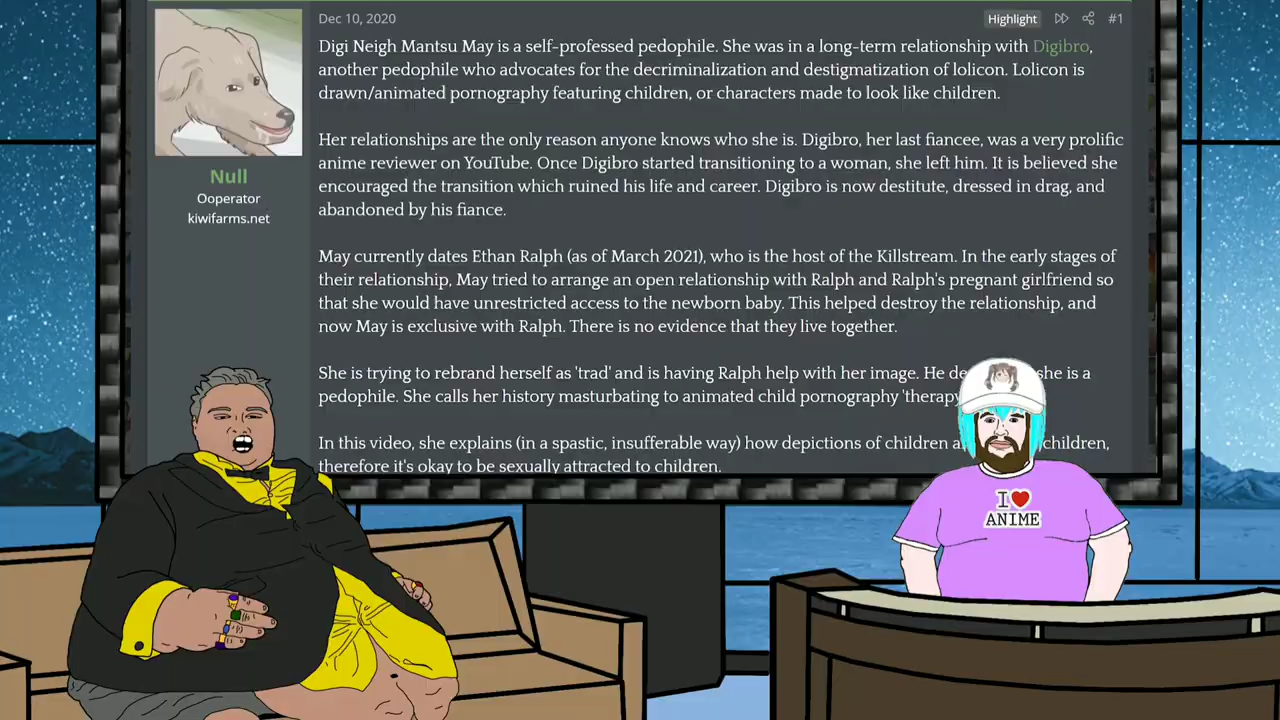 Dec 10, 2020
Highlight
#1
Digi Neigh Mantsu May is a self-professed pedophile. She was in a long-term relationship with Digibro,
another pedophile who advocates for the decriminalization and destigmatization of lolicon. Lolicon is
drawn/animated pornography featuring children, or characters made to look like children.
Her relationships are the only reason anyone knows who she is. Digibro, her last fiancee, was a very prolific
anime reviewer on YouTube. Once Digibro started transitioning to a woman, she left him. It is believed she
encouraged the transition which ruined his life and career. Digibro is now destitute, dressed in drag, and
abandoned by his fiance.
May currently dates Ethan Ralph (as of March 2021), who is the host of the Killstream. In the early stages of
their relationship, May tried to arrange an open relationship with Ralph and Ralph's pregnant girlfriend so
that she would have unrestricted access to the newborn baby. This helped destroy the relationship, and
now May is exclusive with Ralph. There is no evidence that they live together.
She is trying to rebrand herself as 'trad' and is having Ralph help with her image. He she is a
pedophile. She calls her history masturbating to animated child pornography 'therapy
In this video, she explains (in a spastic, insufferable way) how depictions of children children,
therefore it's okay to be sexually attracted to children.
Null
Ooperator
kiwifarms.net
I ❤
ANIME